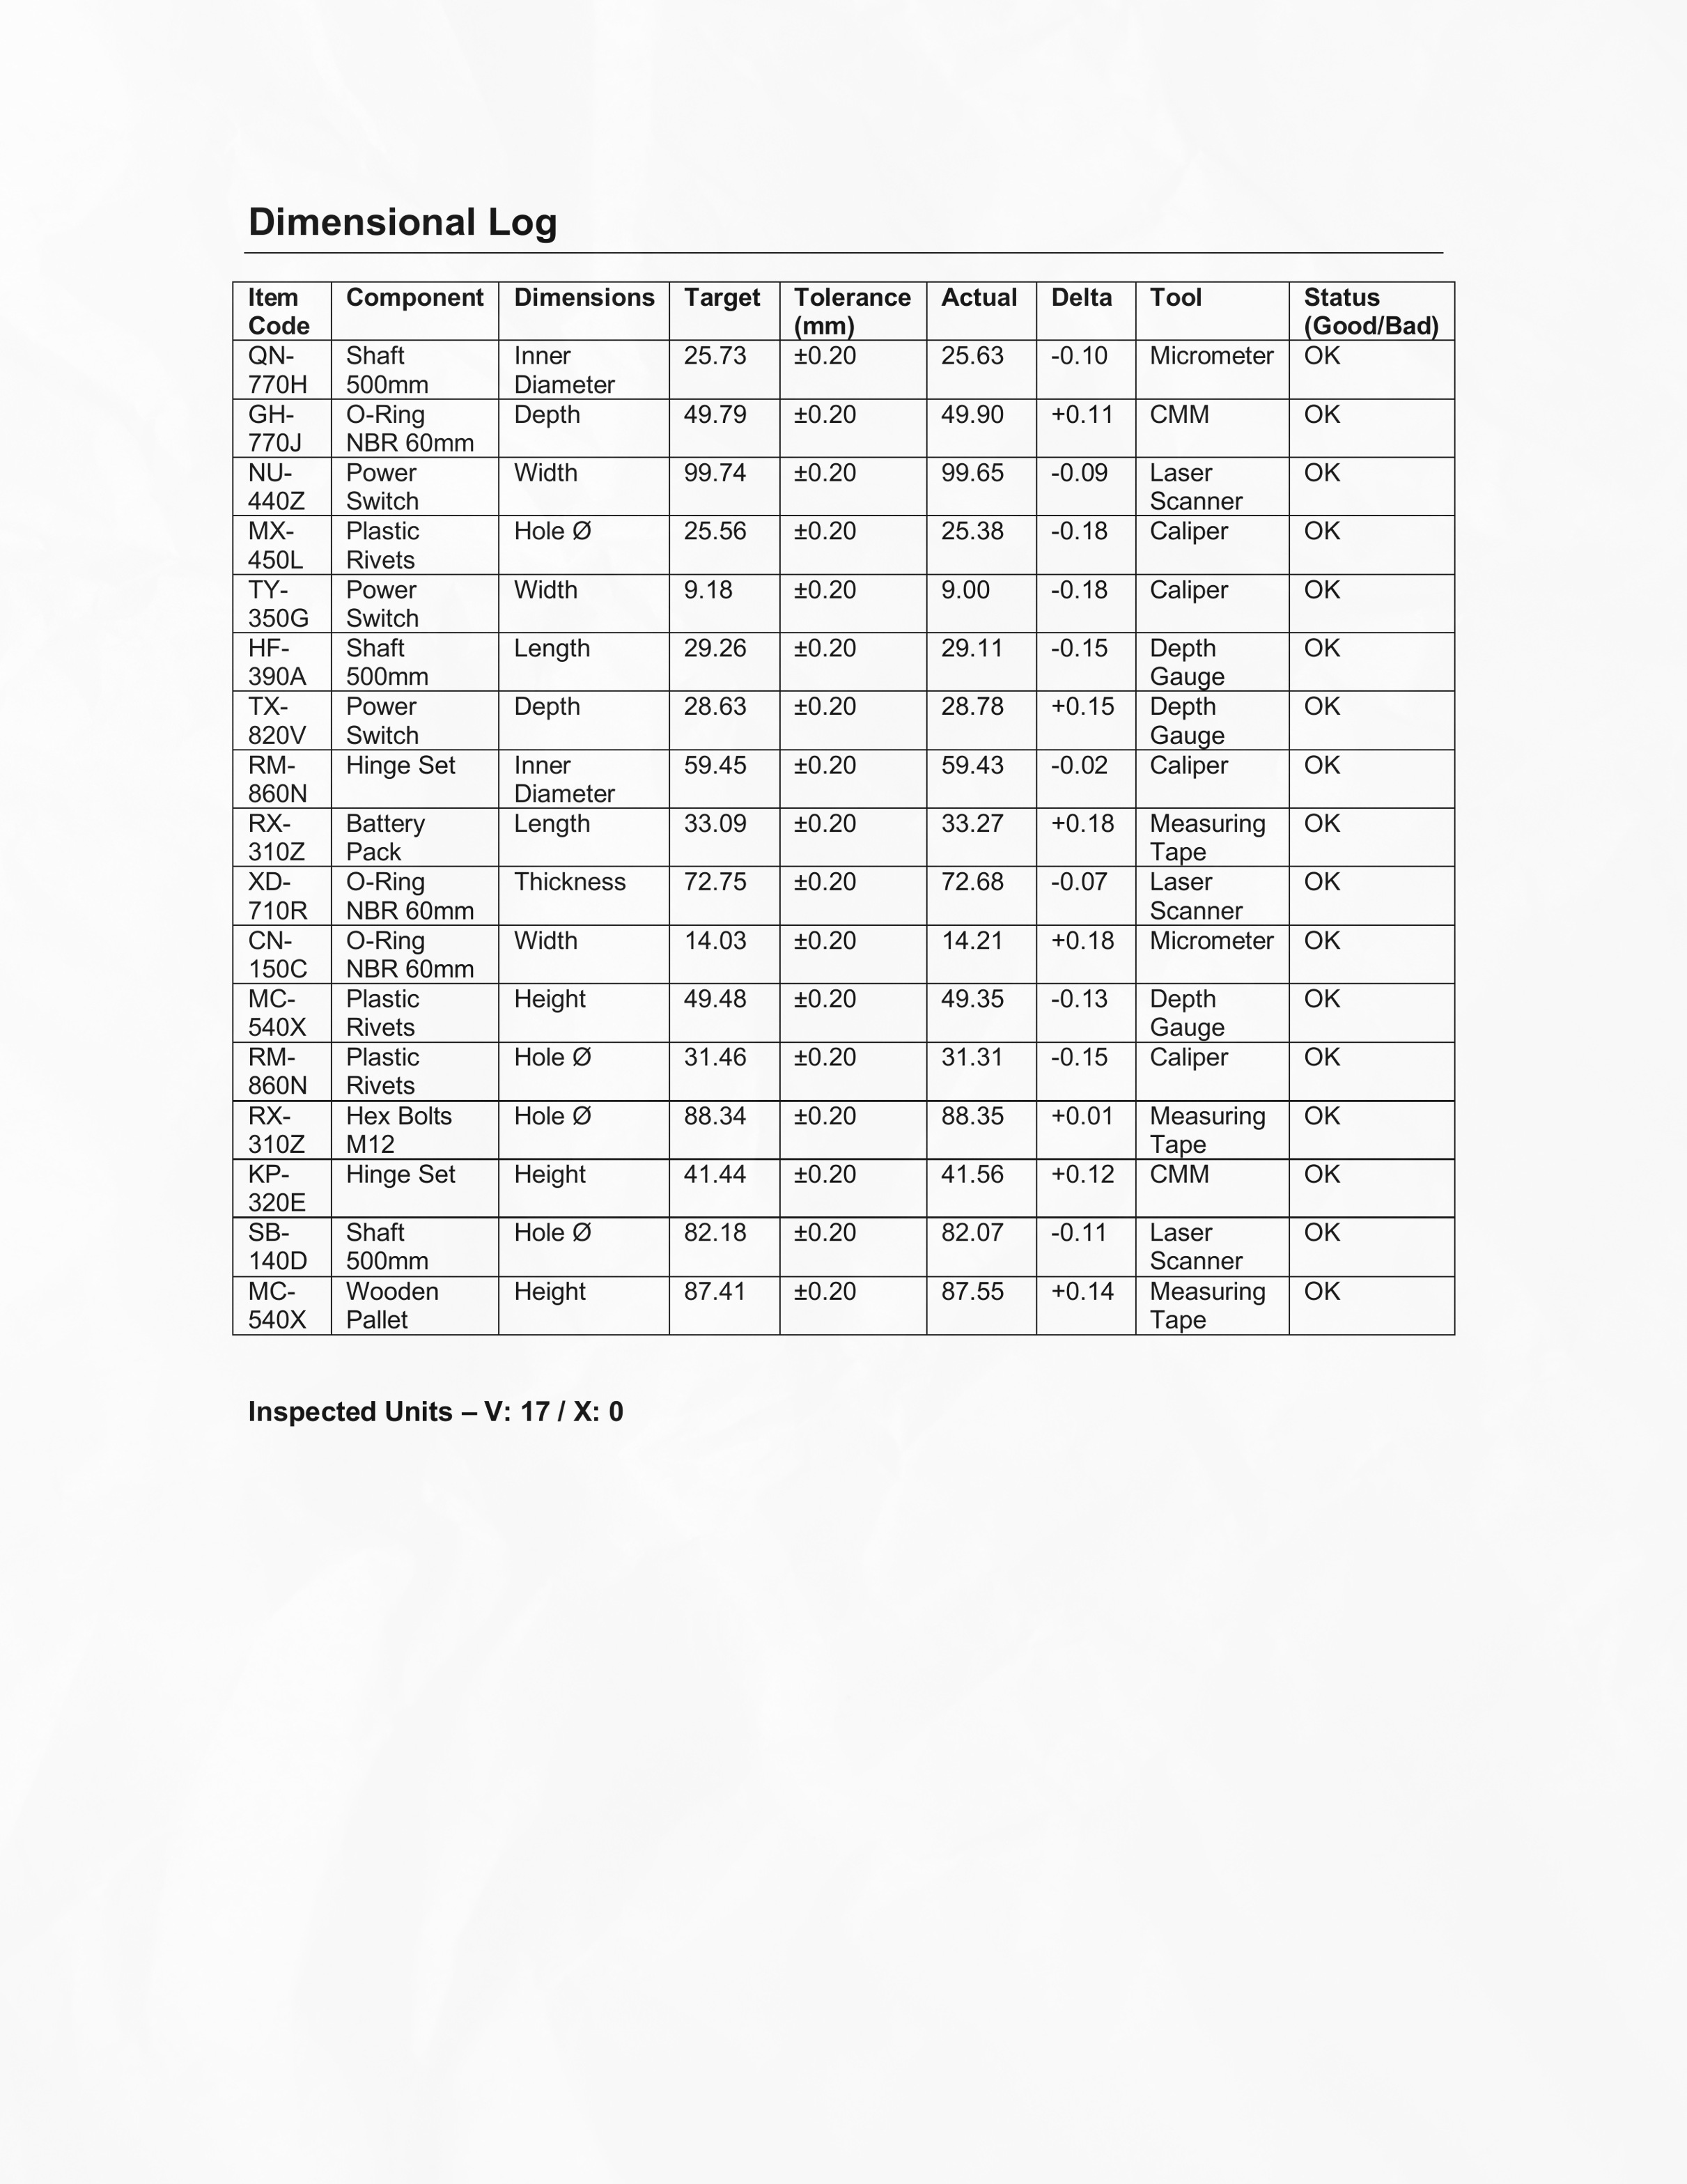 Dimensional Log
Item Code Component Dimensions Target Tolerance (mm) Actual Delta Tool Status (Good/Bad)
QN-770H Shaft 500mm Inner Diameter 25.73 ±0.20 25.63 -0.10 Micrometer OK
GH-770J O-Ring NBR 60mm Depth 49.79 ±0.20 49.90 +0.11 CMM OK
NU-440Z Power Switch Width 99.74 ±0.20 99.65 -0.09 Laser Scanner OK
MX-450L Plastic Rivets Hole Ø 25.56 ±0.20 25.38 -0.18 Caliper OK
TY-350G Power Switch Width 9.18 ±0.20 9.00 -0.18 Caliper OK
HF-390A Shaft 500mm Length 29.26 ±0.20 29.11 -0.15 Depth Gauge OK
TX-820V Power Switch Depth 28.63 ±0.20 28.78 +0.15 Depth Gauge OK
RM-860N Hinge Set Inner Diameter 59.45 ±0.20 59.43 -0.02 Caliper OK
RX-310Z Battery Pack Length 33.09 ±0.20 33.27 +0.18 Measuring Tape OK
XD-710R O-Ring NBR 60mm Thickness 72.75 ±0.20 72.68 -0.07 Laser Scanner OK
CN-150C O-Ring NBR 60mm Width 14.03 ±0.20 14.21 +0.18 Micrometer OK
MC-540X Plastic Rivets Height 49.48 ±0.20 49.35 -0.13 Depth Gauge OK
RM-860N Plastic Rivets Hole Ø 31.46 ±0.20 31.31 -0.15 Caliper OK
RX-310Z Hex Bolts M12 Hole Ø 88.34 ±0.20 88.35 +0.01 Measuring Tape OK
KP-320E Hinge Set Height 41.44 ±0.20 41.56 +0.12 CMM OK
SB-140D Shaft 500mm Hole Ø 82.18 ±0.20 82.07 -0.11 Laser Scanner OK
MC-540X Wooden Pallet Height 87.41 ±0.20 87.55 +0.14 Measuring Tape OK
Inspected Units – V: 17 / X: 0